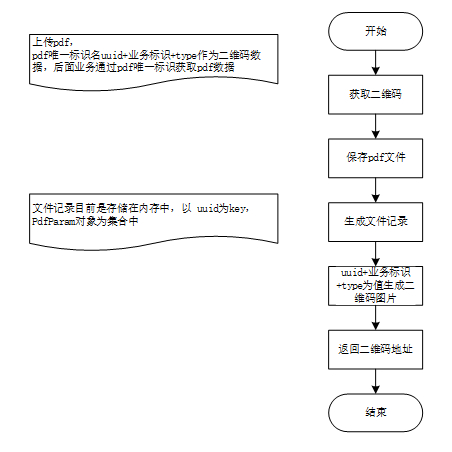 上传pdf，
pdf唯一标识名uuid+业务标识+type作为二维码数
据，后面业务通过pdf唯一标识获取pdf数据
文件记录目前是存储在内存中，以 uuid为key，
PdfParam对象为集合中
开始
获取二维码
保存pdf文件
生成文件记录
uuid+业务标识
+type为值生成二
维码图片
返回二维码地址
结束